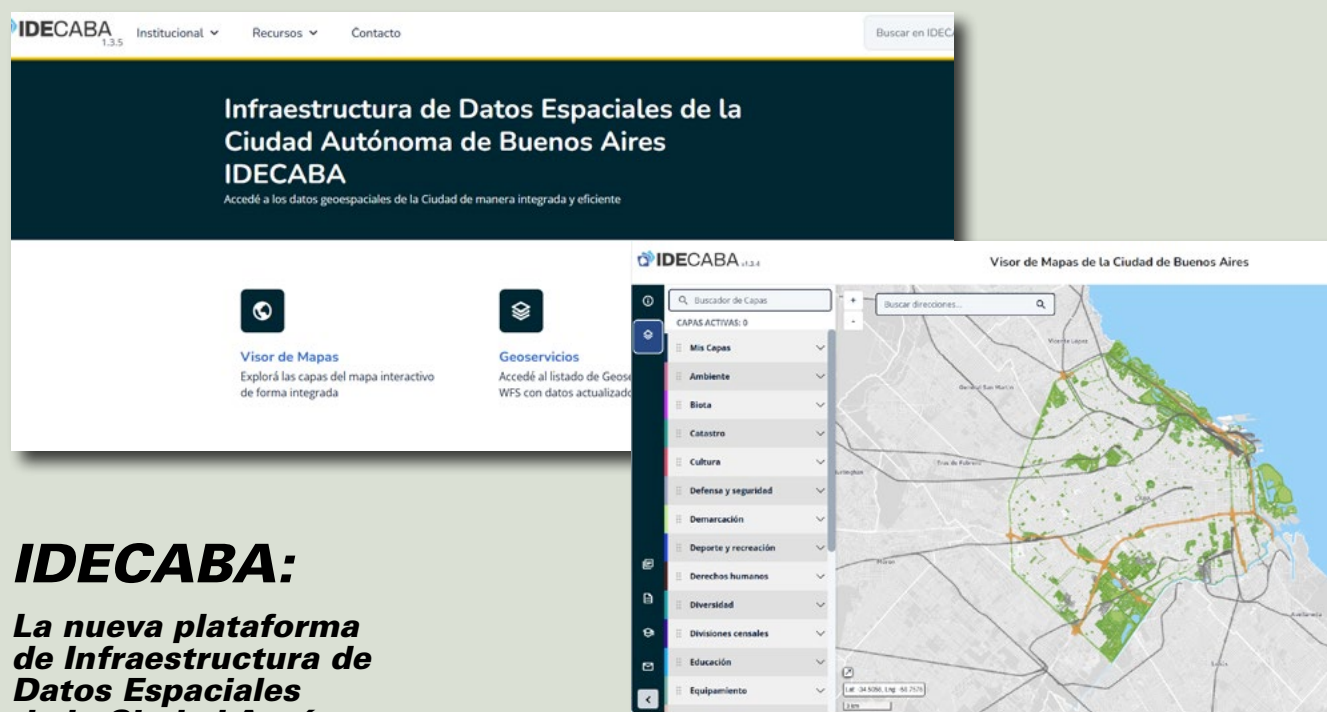 IDECABA
1.3.5
Institucional
Recursos
Contacto
Buscar en IDECA
Infraestructura de Datos Espaciales de la
Ciudad Autónoma de Buenos Aires
IDECABA
Accedé a los datos geoespaciales de la Ciudad de manera integrada y eficiente
Visor de Mapas
Explorá las capas del mapa interactivo
de forma integrada
Geoservicios
Accedé al listado de Geose
WFS con datos actualizado
IDECABA
Visor de Mapas de la Ciudad de Buenos Aires
Buscador de Capas
CAPAS ACTIVAS: 0
Mis Capas
Ambiente
Biota
Catastro
Cultura
Defensa y seguridad
Demarcación
Deporte y recreación
Derechos humanos
Diversidad
Divisiones censales
Educación
Equipamiento
+
-
Buscar direcciones...
Vicente López
General San Martín
Tres de Febrero
3 km
IDECABA:
La nueva plataforma
de Infraestructura de
Datos Espaciales